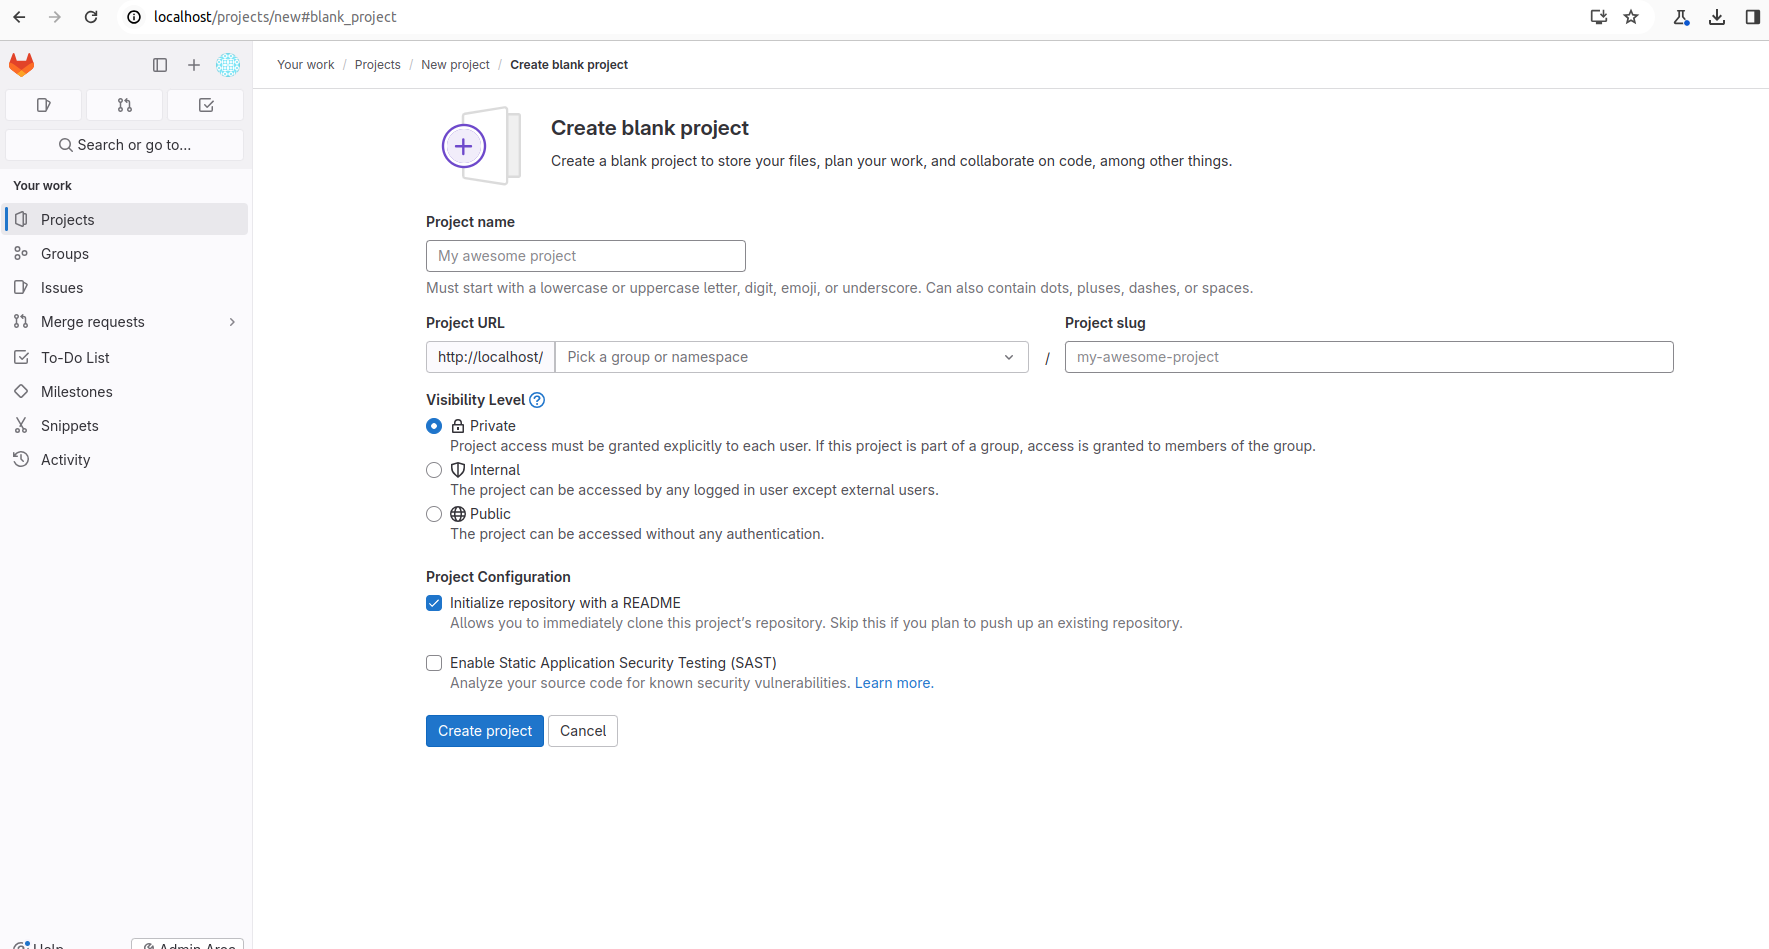 localhost/projects/new#blank_project
Your work / Projects / New project / Create blank project
Search or go to...
Your work
Projects
Groups
Issues
Merge requests
To-Do List
Milestones
Snippets
Activity
Help
Admin Area
Create blank project
Create a blank project to store your files, plan your work, and collaborate on code, among other things.
Project name
My awesome project
Must start with a lowercase or uppercase letter, digit, emoji, or underscore. Can also contain dots, pluses, dashes, or spaces.
Project URL
Project slug
http://localhost/ Pick a group or namespace / my-awesome-project
Visibility Level
Private
Project access must be granted explicitly to each user. If this project is part of a group, access is granted to members of the group.
Internal
The project can be accessed by any logged in user except external users.
Public
The project can be accessed without any authentication.
Project Configuration
Initialize repository with a README
Allows you to immediately clone this project's repository. Skip this if you plan to push up an existing repository.
Enable Static Application Security Testing (SAST)
Analyze your source code for known security vulnerabilities. Learn more.
Create project Cancel